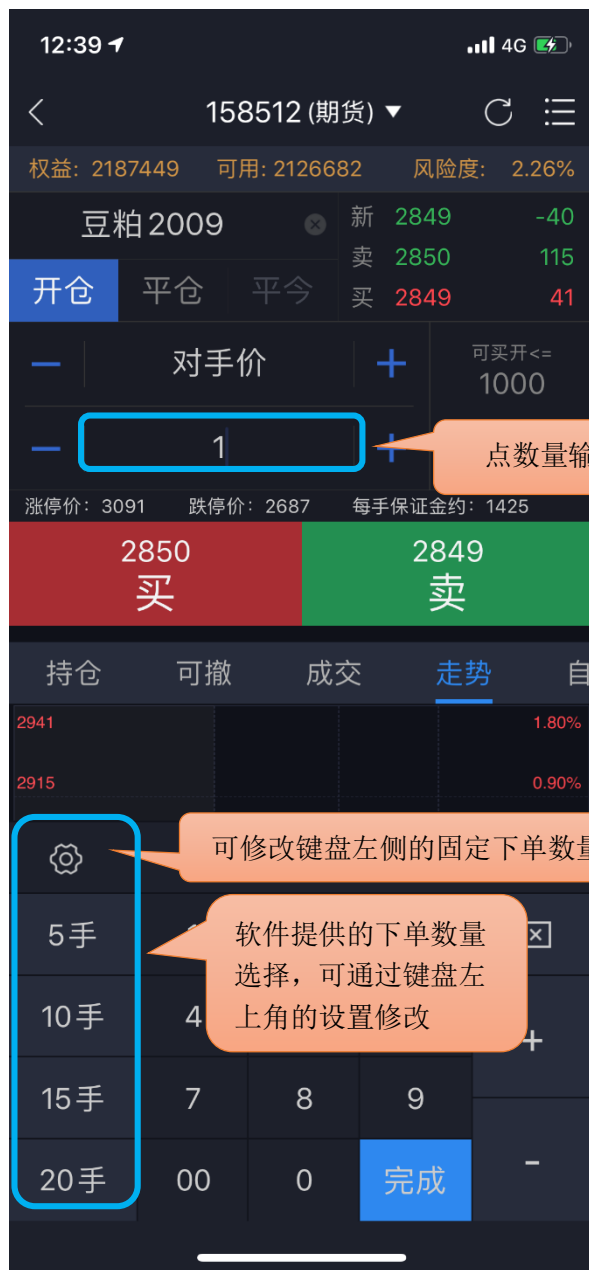 12:39 4G
158512 (期货)
权益: 2187449 可用: 2126682 风险度: 2.26%
豆粕2009
新 2849 -40
卖 2850 115
买 2849 41
开仓 平仓 平今
对手价
可买开<=
1000
1
点数量输
涨停价: 3091 跌停价: 2687 每手保证金约: 1425
2850
买
2849
卖
持仓 可撤 成交 走势 自
2941 1.80%
2915 0.90%
可修改键盘左侧的固定下单数量
5手
软件提供的下单数量
选择，可通过键盘左
上角的设置修改
10手 4 +
15手 7 8 9
20手 00 0 完成 -